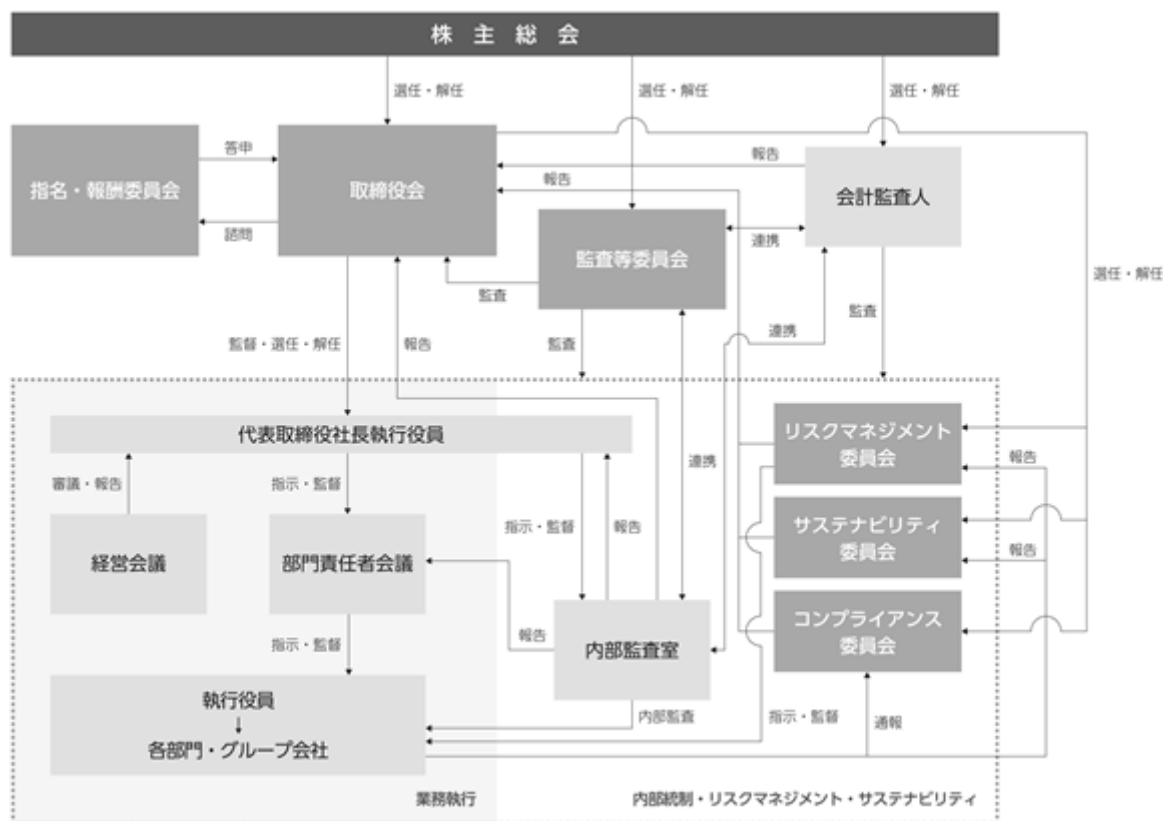 株主総会
選任・解任
選任・解任
選任・解任
指名・報酬委員会
答申
諮問
取締役会
報告
報告
会計監査人
監査等委員会
連携
監査
選任・解任
監督・選任・解任
報告
監査
連携
監査
代表取締役社長執行役員
リスクマネジメント
委員会
報告
審議・報告
指示・監督
指示・監督
報告
連携
サステナビリティ
委員会
報告
経営会議
部門責任者会議
報告
内部監査室
コンプライアンス
委員会
指示・監督
執行役員
各部門・グループ会社
内部監査
指示・監督
通報
業務執行
内部統制・リスクマネジメント・サステナビリティ